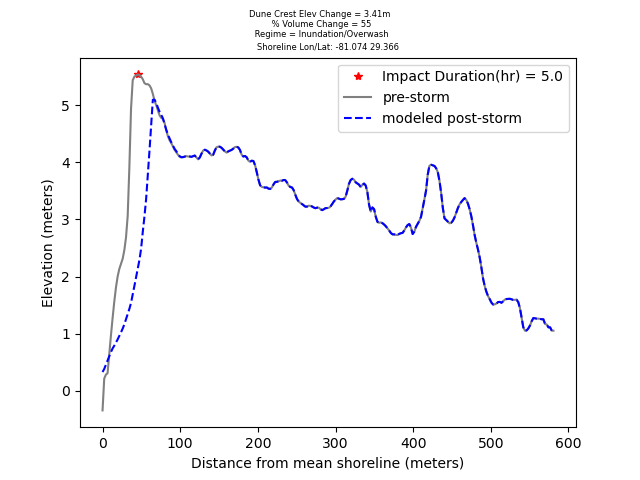 Dune Crest Elev Change = 3.41m
% Volume Change = 55
Regime = Inundation/Overwash
Shoreline Lon/Lat: -81.074 29.366
Impact Duration(hr) = 5.0
pre-storm
modeled post-storm
Elevation (meters)
5
4
3
2
1
0
0 100 200 300 400 500 600
Distance from mean shoreline (meters)